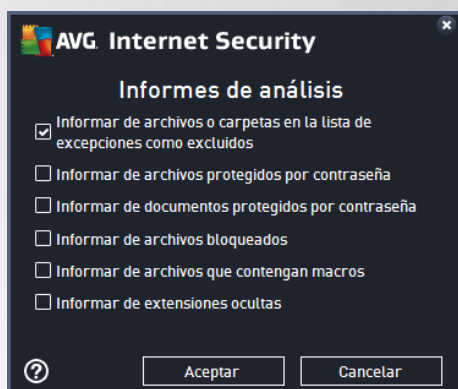 AVG. Internet Security
Informes de análisis
Informar de archivos o carpetas en la lista de
excepciones como excluidos
Informar de archivos protegidos por contraseña
Informar de documentos protegidos por contraseña
Informar de archivos bloqueados
Informar de archivos que contengan macros
Informar de extensiones ocultas
?
Aceptar
Cancelar